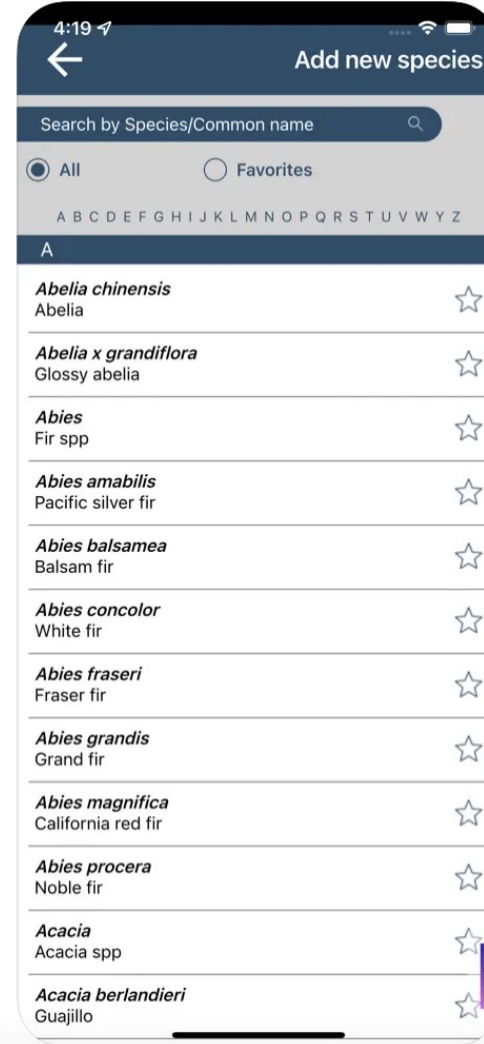 4:19
Add new species
Search by Species/Common name
All
Favorites
A B C D E F G H I J K L M N O P Q R S T U V W Y Z
A
Abelia chinensis
Abelia
Abelia x grandiflora
Glossy abelia
Abies
Fir spp
Abies amabilis
Pacific silver fir
Abies balsamea
Balsam fir
Abies concolor
White fir
Abies fraseri
Fraser fir
Abies grandis
Grand fir
Abies magnifica
California red fir
Abies procera
Noble fir
Acacia
Acacia spp
Acacia berlandieri
Guajillo